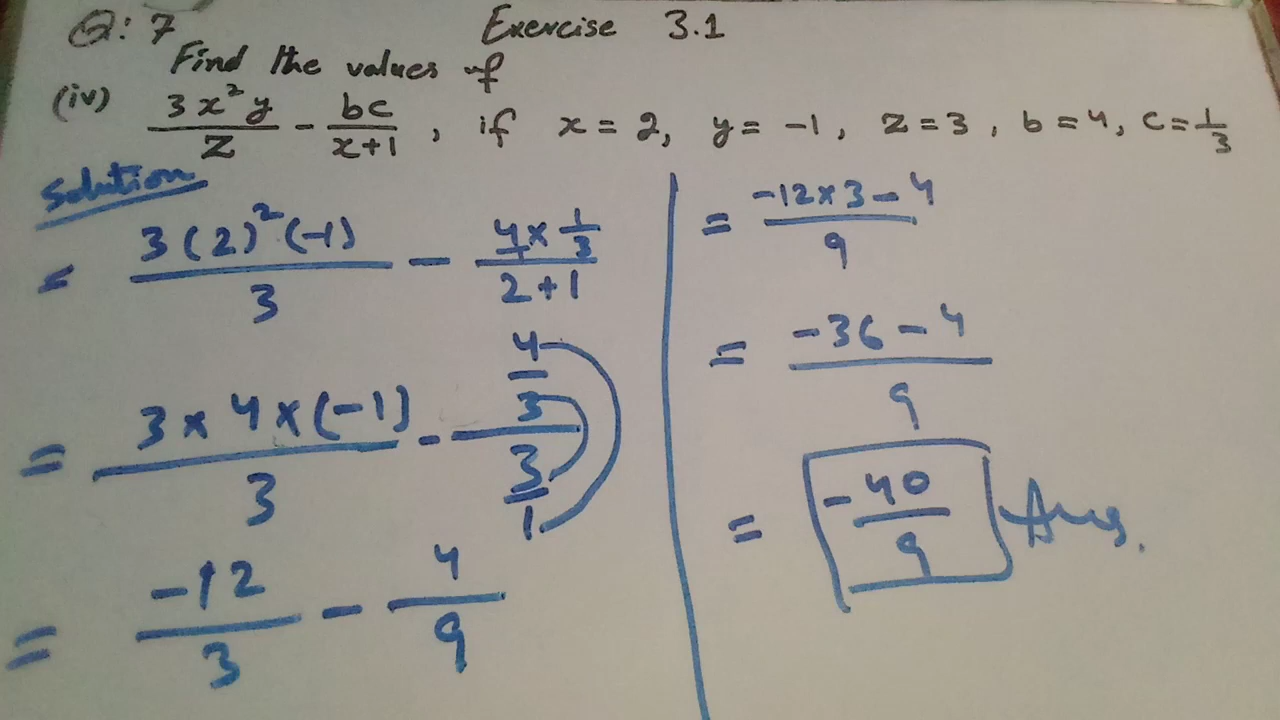 Q: 7 Exercise 3.1
Find the values of
(iv) 3x²y/z - bc/x+1 , if x = 2, y = -1, z = 3, b = 4, c = 1/3
Solution
= 3(2)²(-1)/3 - 4/1 × 1/3 / 2+1
= 3 × 4 × (-1)/3 - 4/3 / 3/1
= -12/3 - 4/9
= -12×3-4/9
= -36-4/9
= -40/9 Ans.